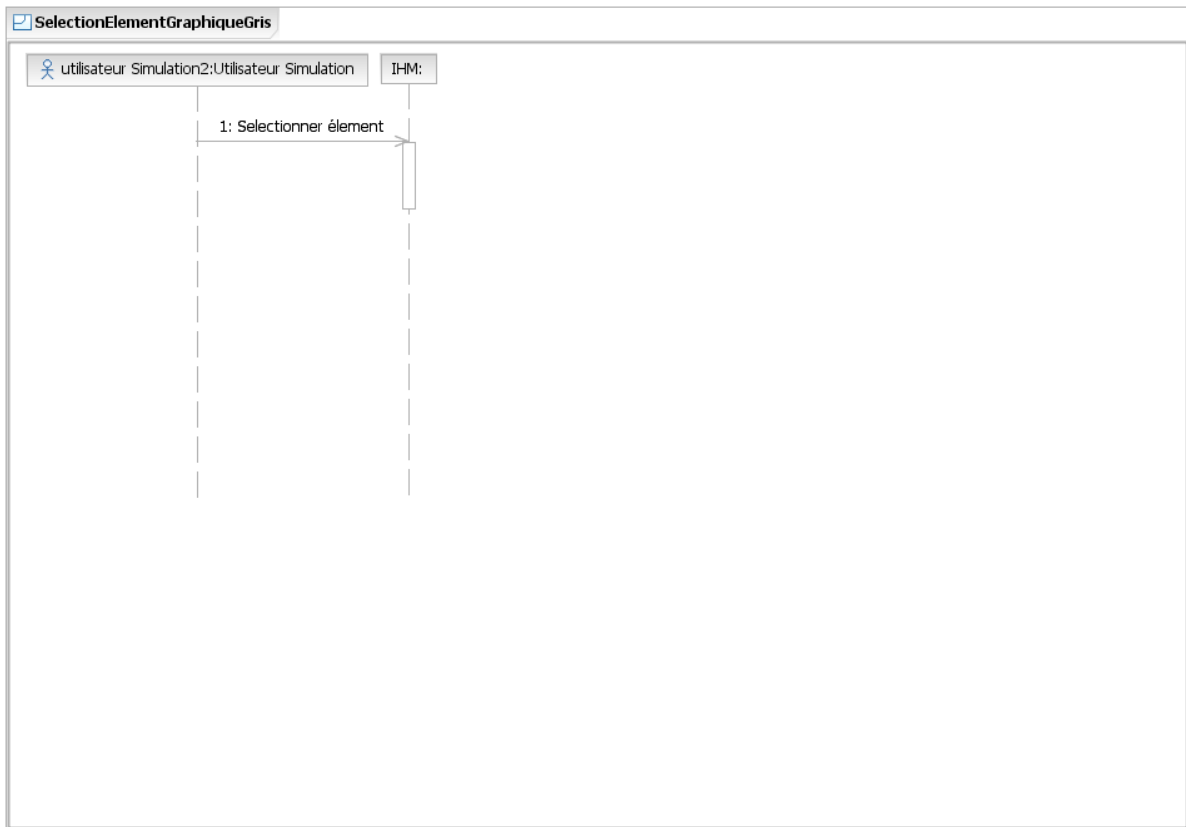 SelectionElementGraphiqueGris
utilisateur Simulation2:Utilisateur Simulation
IHM:
1: Selectionner élement